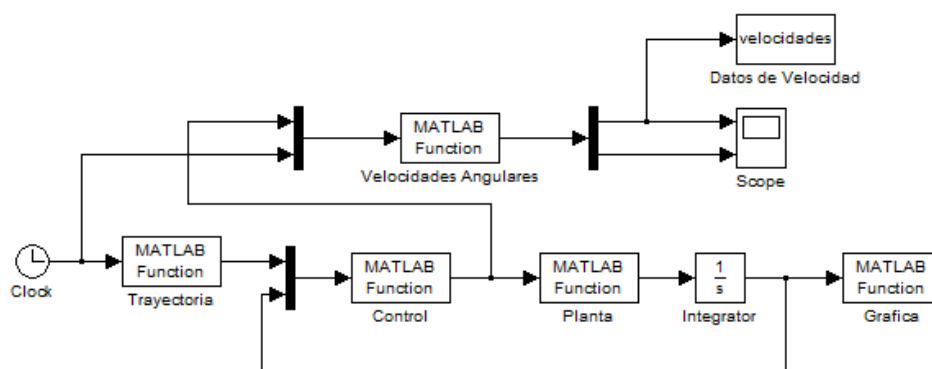 velocidades
Datos de Velocidad
MATLAB
Function
Velocidades Angulares
Scope
Clock
MATLAB
Function
Trayectoria
MATLAB
Function
Control
MATLAB
Function
Planta
1
s
Integrator
MATLAB
Function
Grafica